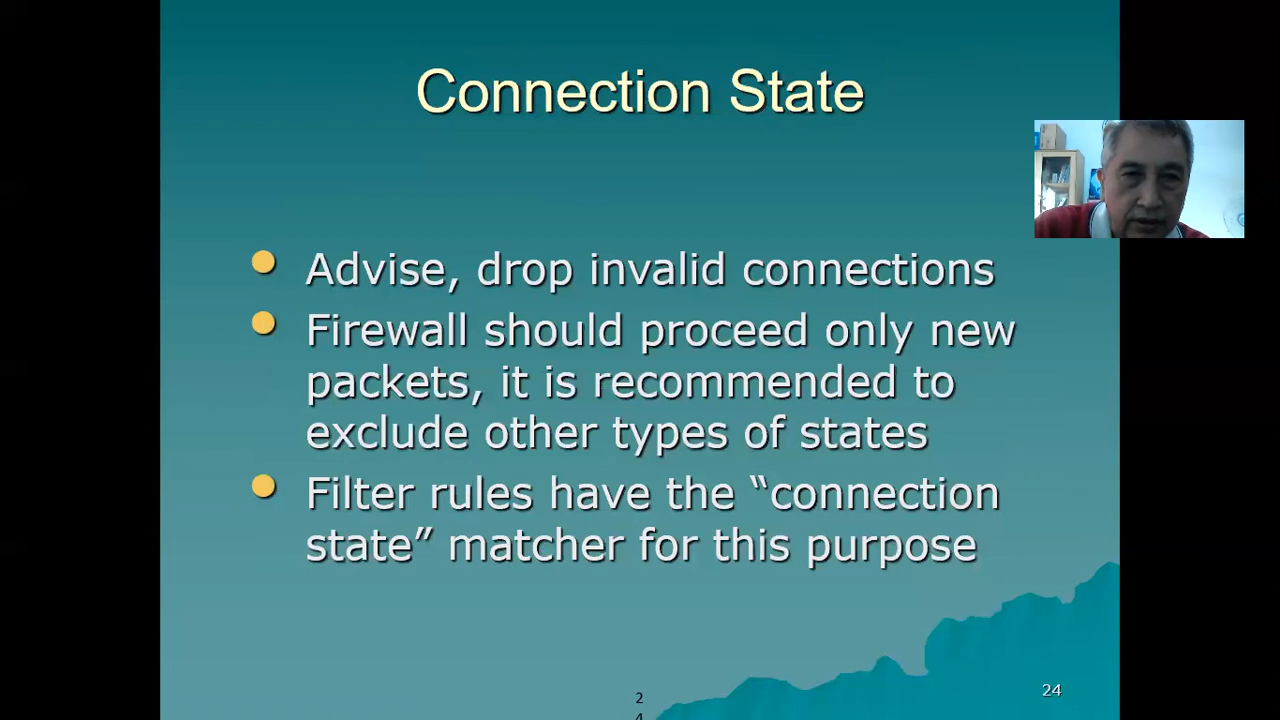 Connection State
Advise, drop invalid connections
Firewall should proceed only new
packets, it is recommended to
exclude other types of states
Filter rules have the “connection
state” matcher for this purpose
24
2
4